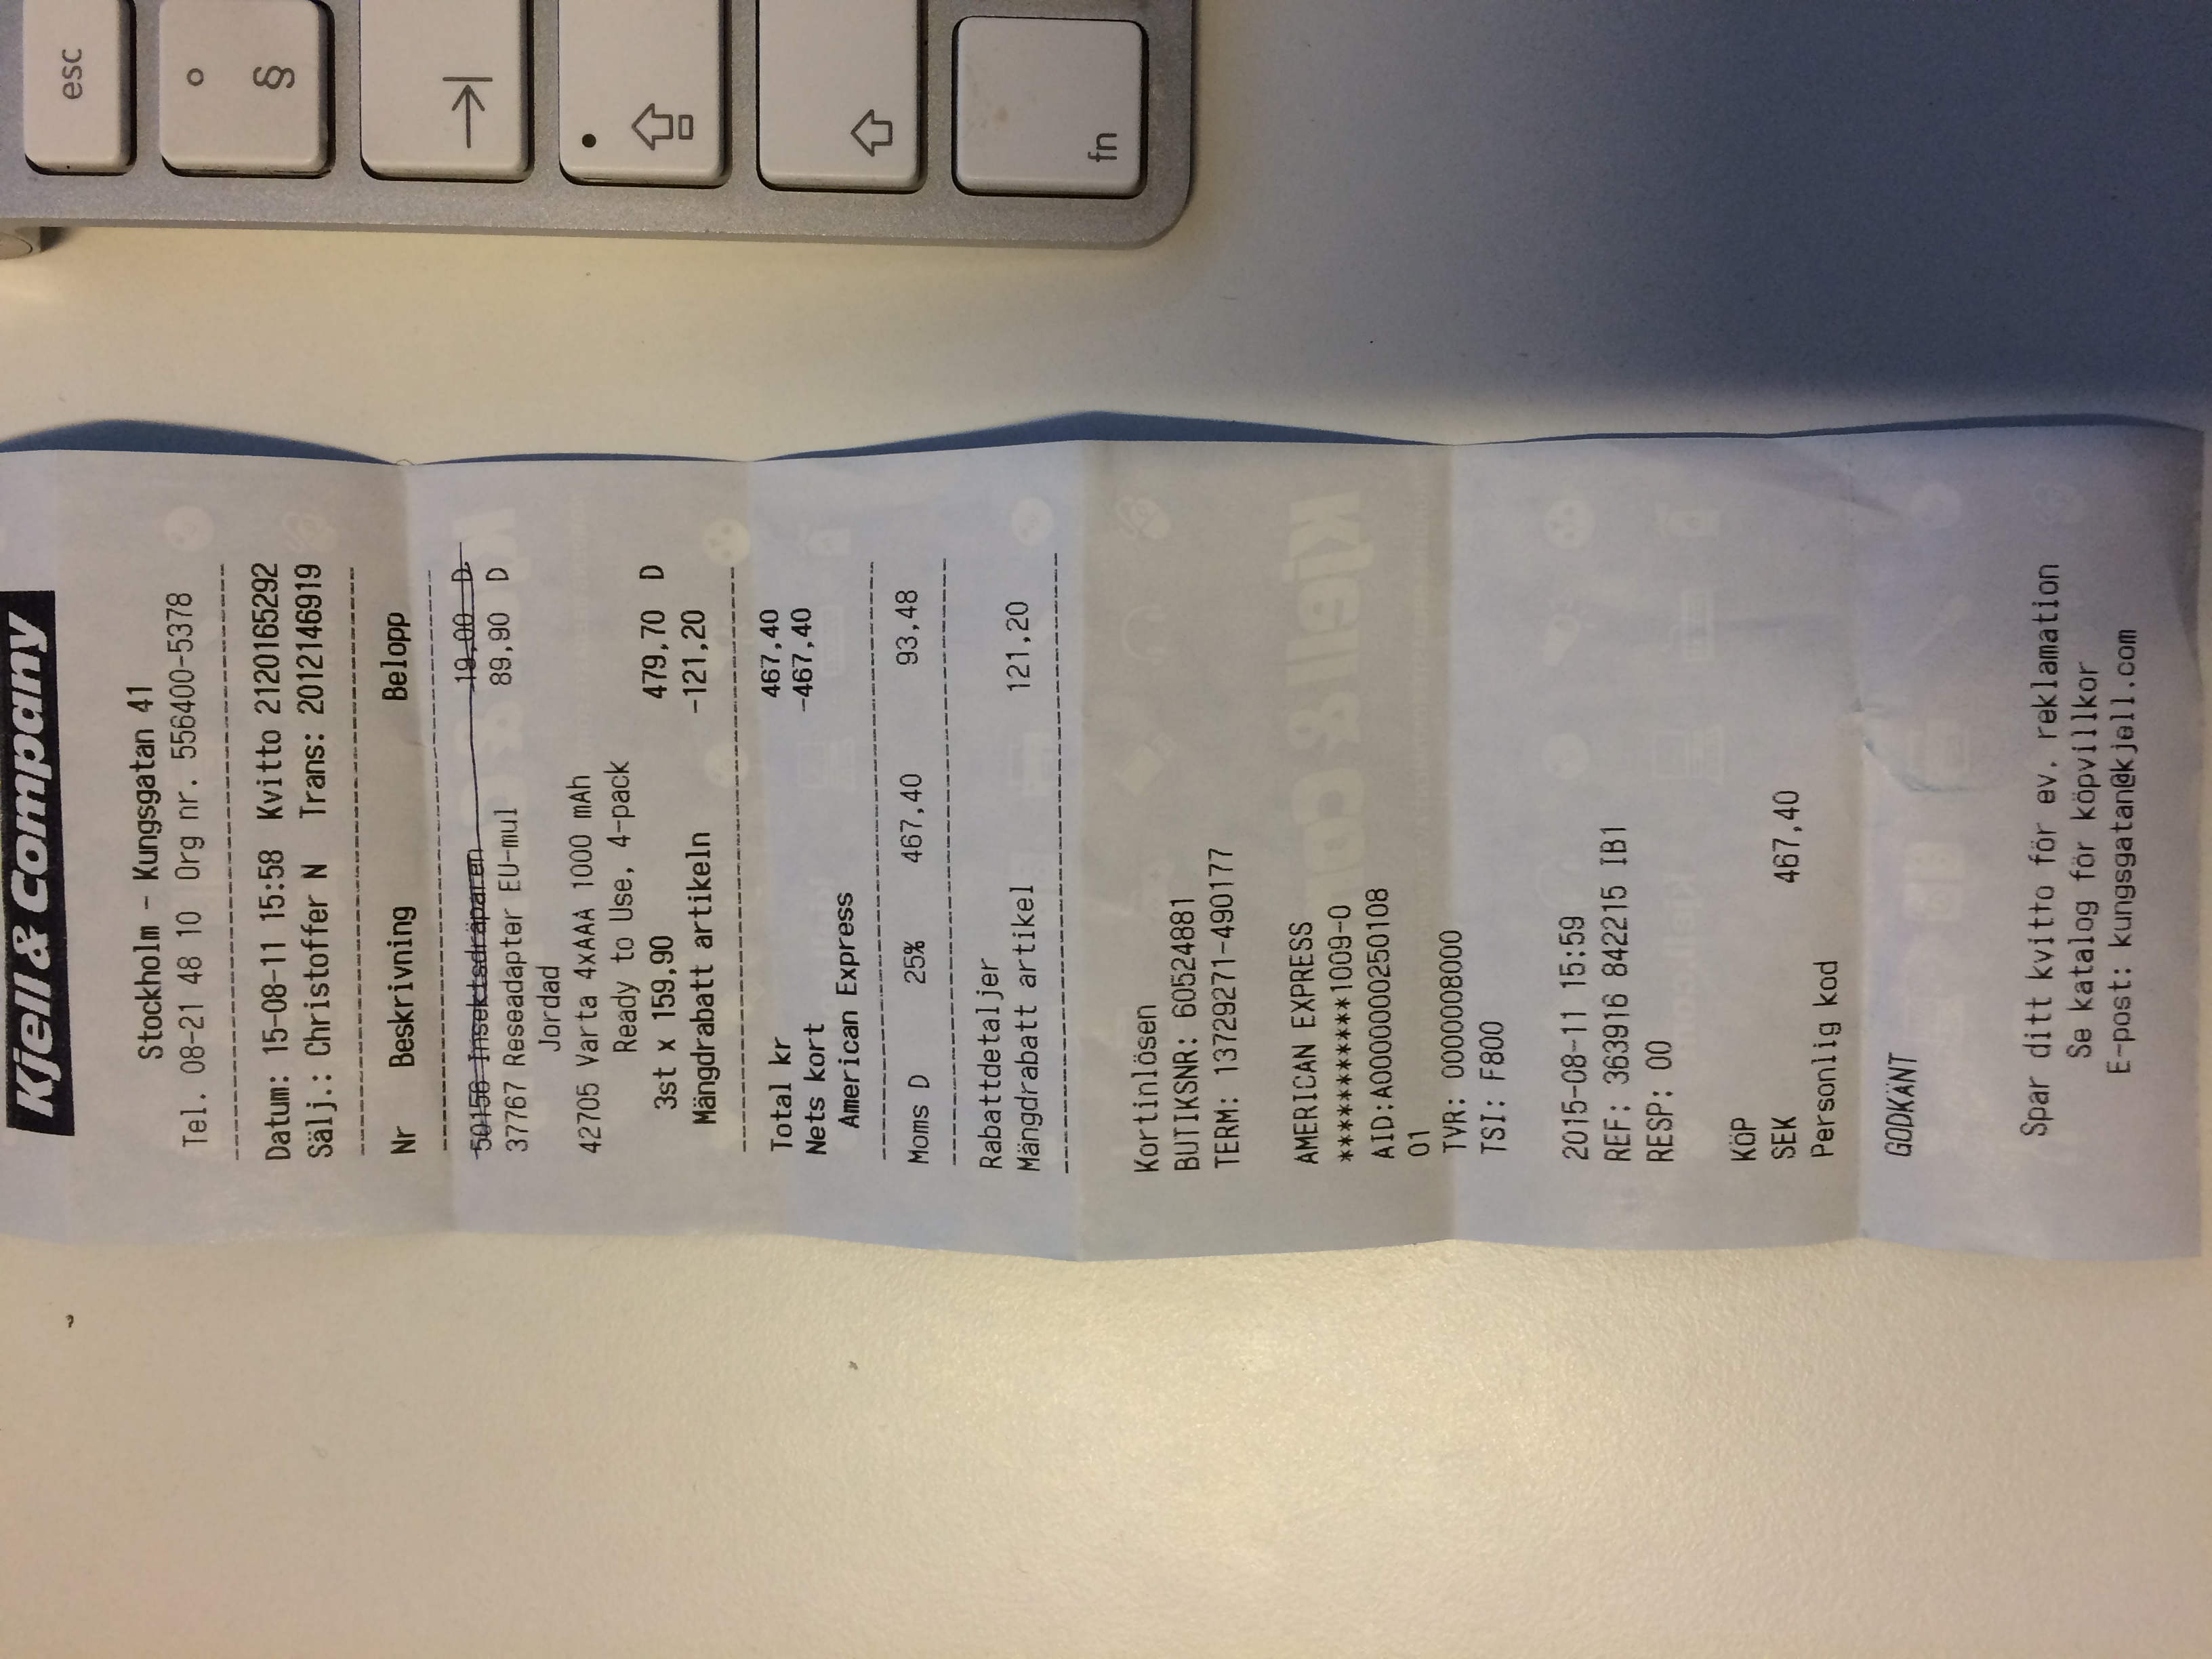 Kjell & Company
Stockholm - Kungsgatan 41
Tel. 08-21 48 10 Org nr. 556400-5378
Datum: 15-08-11 15:58 Kvitto 2120165292
Sälj.: Christoffer N Trans: 2012146919
Nr Beskrivning Belopp
50156 Insektsdräparen 19,00 D
37767 Reseadapter EU-mul 89,90 D
Jordad
42705 Varta 4xAAA 1000 mAh
Ready to Use, 4-pack
3st x 159,90 479,70 D
Mängdrabatt artikeln -121,20
Total kr 467,40
Nets kort -467,40
American Express
Moms D 25% 467,40 93,48
Rabattdetaljer
Mängdrabatt artikel 121,20
Kortinlösen
BUTIKSNR: 60524881
TERM: 13729271-490177
AMERICAN EXPRESS
***********1009-0
AID:A0000000250108
01
TVR: 0000008000
TSI: F800
2015-08-11 15:59
REF: 363916 842215 IB1
RESP: 00
KÖP
SEK 467,40
Personlig kod
GODKÄNT
Spar ditt kvitto för ev. reklamation
Se katalog för köpvillkor
E-post: kungsgatan@kjell.com
esc
°
§
fn